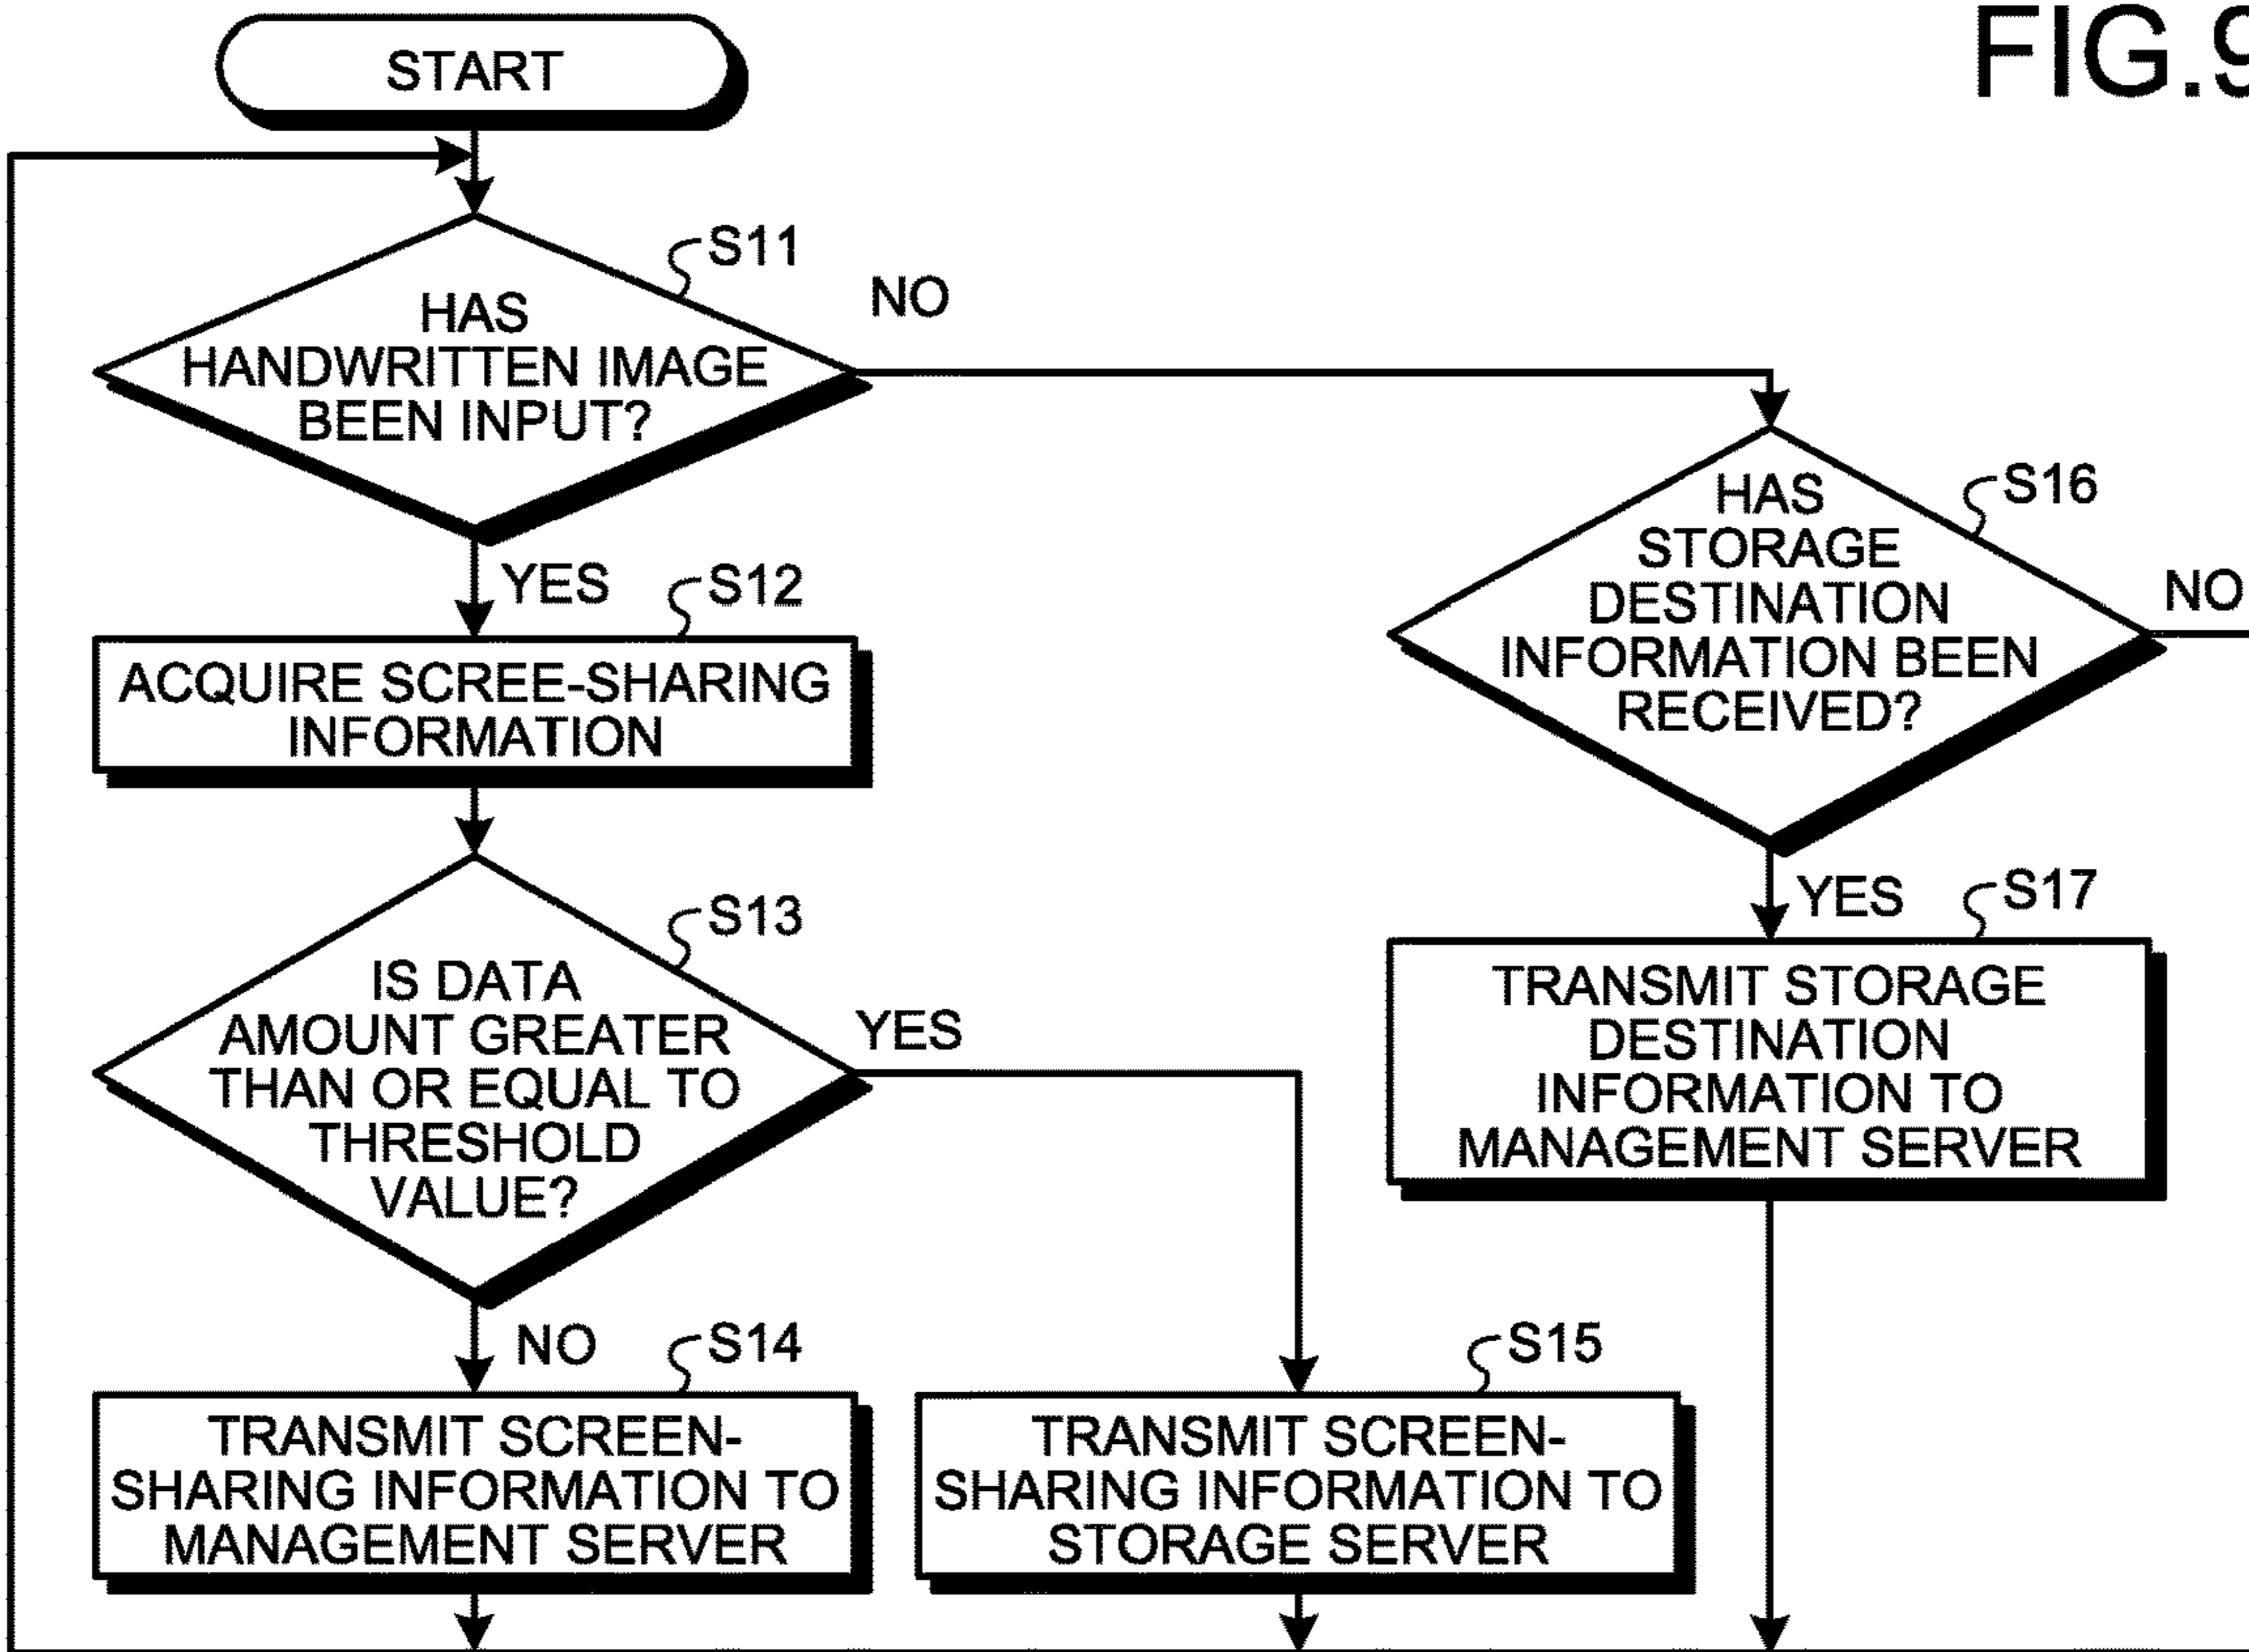 FIG.9
START
S11
HAS
HANDWRITTEN IMAGE
BEEN INPUT?
NO
YES
S12
ACQUIRE SCREE-SHARING
INFORMATION
S13
IS DATA
AMOUNT GREATER
THAN OR EQUAL TO
THRESHOLD
VALUE?
YES
NO
S14
TRANSMIT SCREEN-
SHARING INFORMATION TO
MANAGEMENT SERVER
S15
TRANSMIT SCREEN-
SHARING INFORMATION TO
STORAGE SERVER
S16
HAS
STORAGE
DESTINATION
INFORMATION BEEN
RECEIVED?
NO
YES
S17
TRANSMIT STORAGE
DESTINATION
INFORMATION TO
MANAGEMENT SERVER